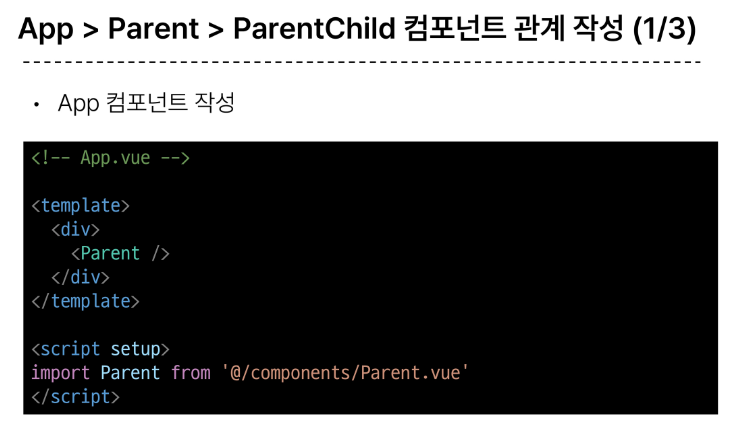 App > Parent > ParentChild 컴포넌트 관계 작성 (1/3)
• App 컴포넌트 작성
<!-- App.vue -->
<template>
  <div>
    <Parent />
  </div>
</template>
<script setup>
import Parent from '@/components/Parent.vue'
</script>